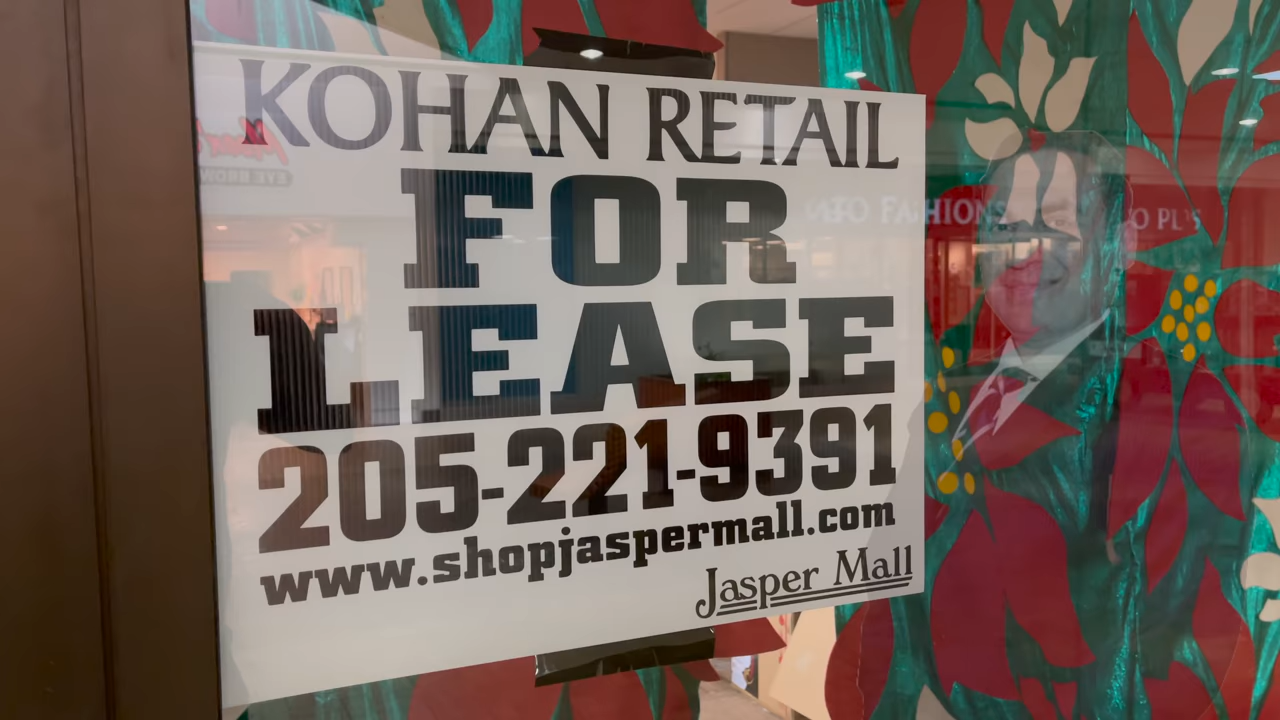 KOHAN RETAIL
FOR
LEASE
205-221-9391
www.shopjaspermall.com
Jasper Mall